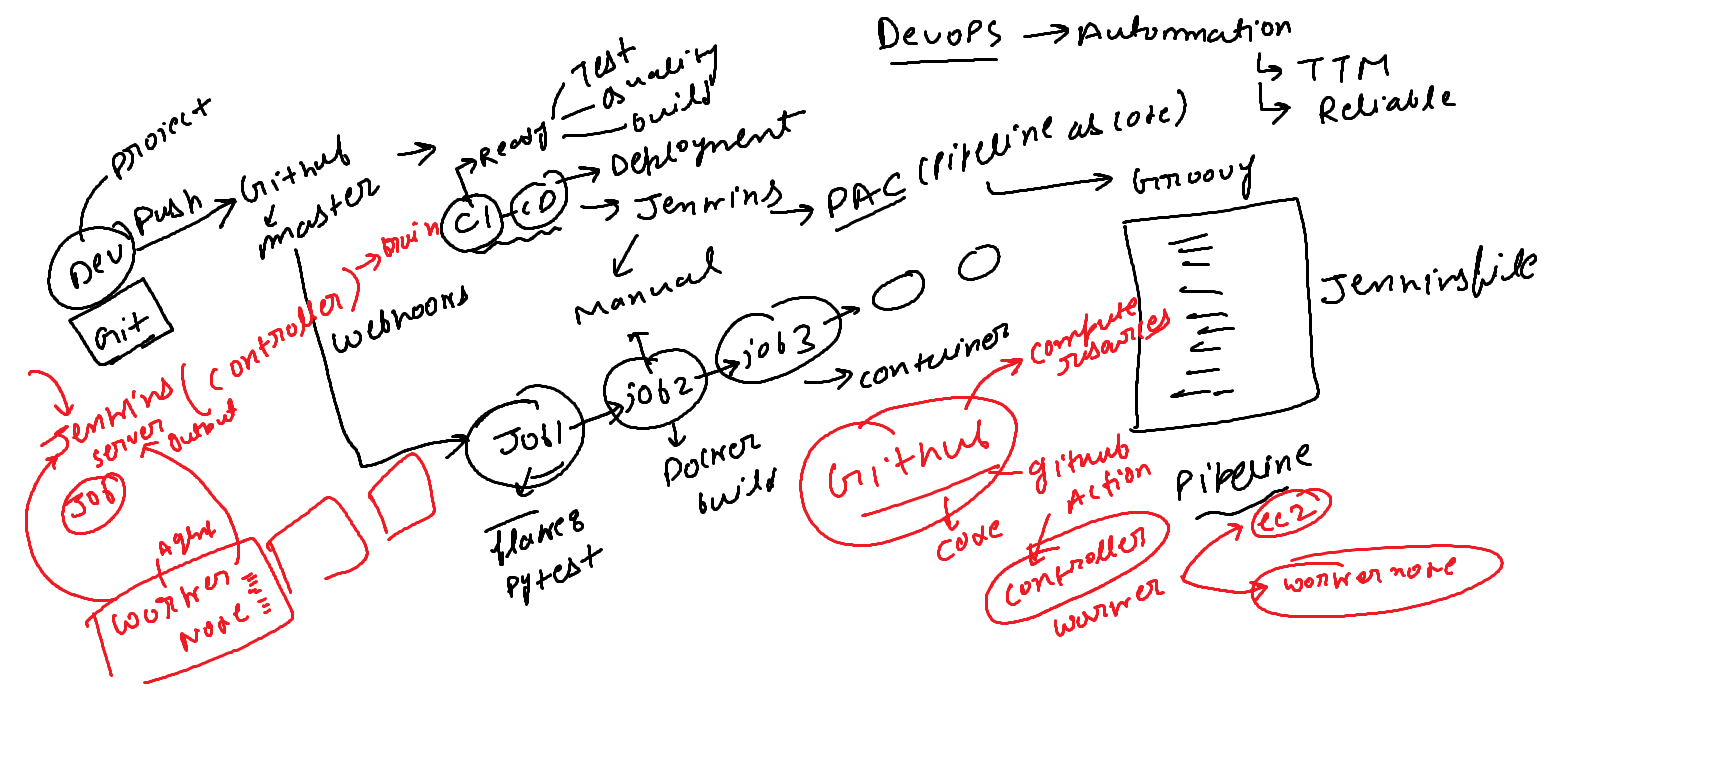 DevOPS → Autommation
↳ TTM
↳ Reliable
Project
Dev
Git
Push
Github
master
→
Ready
Test
Quality
build
CI - CD
Deployment
→ Jenkins → PAC (Pipeline as code)
→ Groovy
Jenkinsfile
Pipeline
Manual
webhooks
Job1
job2
job3
flake8
Pytest
Docker
build
→ container
Jenkins (controller) → brain
server
output
Job
Agent
worker
Node
Github
→ compute
resources
github
Action
code
controller
worker
ec2
worker node